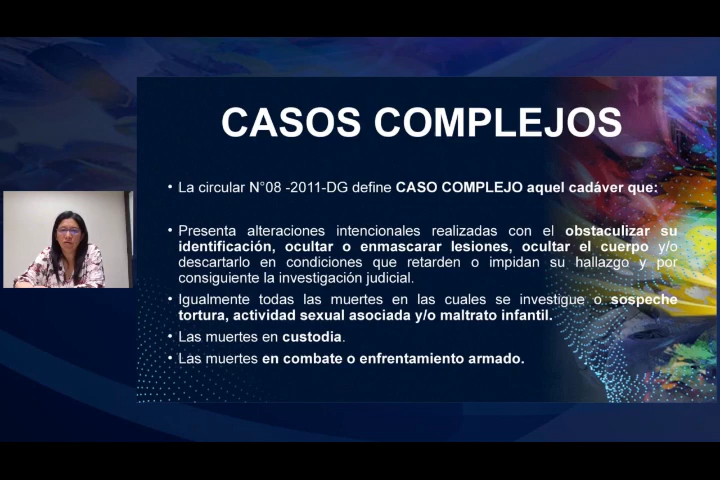 CASOS COMPLEJOS
• La circular N°08 -2011-DG define CASO COMPLEJO aquel cadáver que:
• Presenta alteraciones intencionales realizadas con el obstaculizar su
identificación, ocultar o enmascarar lesiones, ocultar el cuerpo y/o
descartarlo en condiciones que retarden o impidan su hallazgo y por
consiguiente la investigación judicial.
• Igualmente todas las muertes en las cuales se investigue o sospeche
tortura, actividad sexual asociada y/o maltrato infantil.
• Las muertes en custodia.
• Las muertes en combate o enfrentamiento armado.